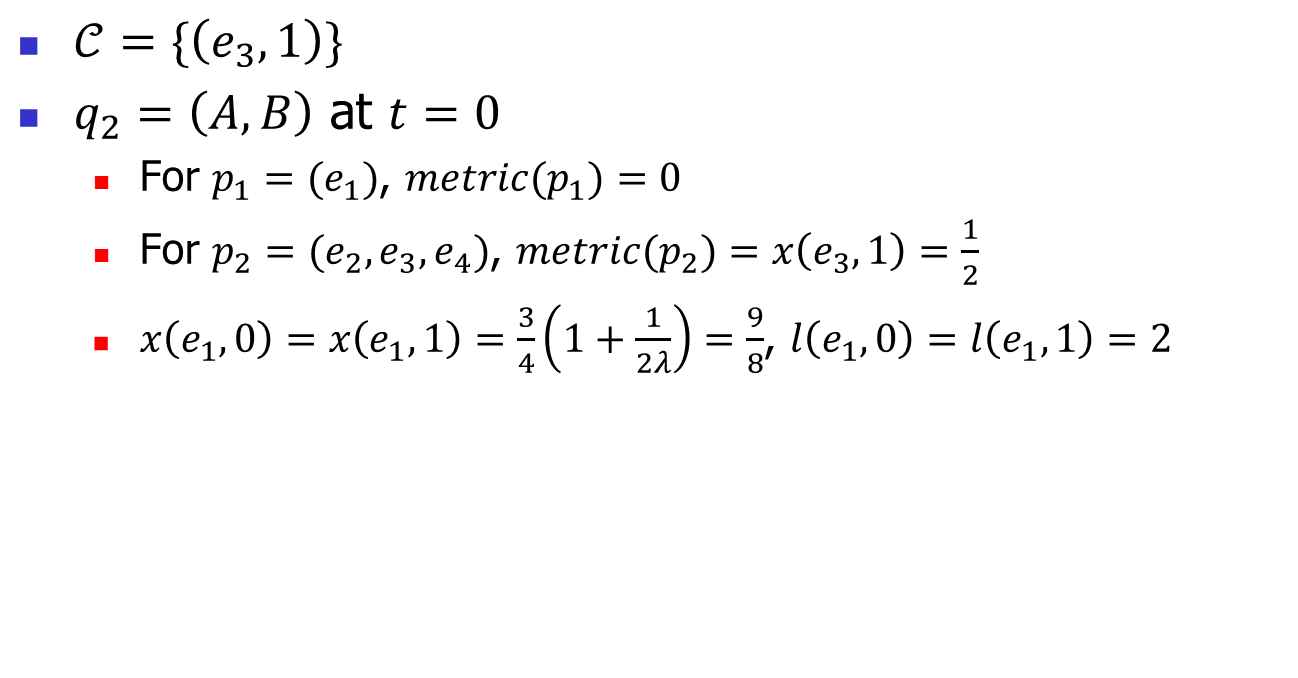 𝒞 = {(e₃, 1)}
q₂ = (A, B) at t = 0
For p₁ = (e₁), metric(p₁) = 0
For p₂ = (e₂, e₃, e₄), metric(p₂) = x(e₃, 1) = 1/2
x(e₁, 0) = x(e₁, 1) = 3/4 (1 + 1/2λ) = 9/8, l(e₁, 0) = l(e₁, 1) = 2